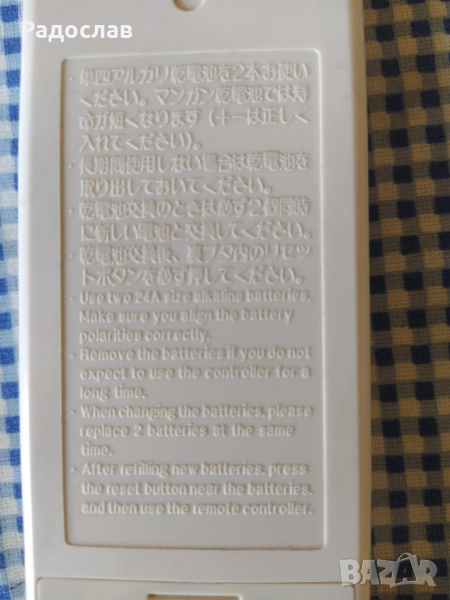 Радослав
・単四アルカリ乾電池を2本お使い
ください。マンガン乾電池では寿
命が短くなります（＋−は正しく
入れてください）。
・長期間使用しない場合は乾電池を
取り出しておいてください。
・乾電池交換のときは必ず2個同時
に新しい電池と交換してください。
・乾電池交換後、裏フタ内のリセッ
トボタンを必ず押してください。
・Use two 24A size alkaline batteries.
Make sure you align the battery
polarities correctly.
・Remove the batteries if you do not
expect to use the controller for a
long time.
・When changing the batteries, please
replace 2 batteries at the same
time.
・After refilling new batteries, press
the reset button near the batteries,
and then use the remote controller.
BAZAR